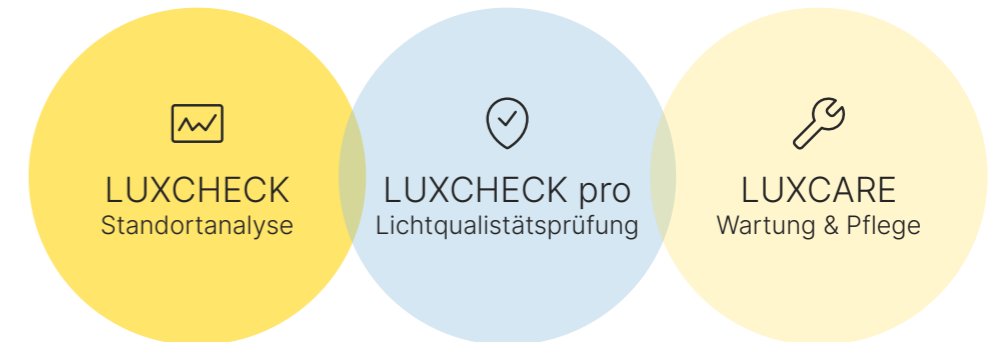 LUXCHECK
Standortanalyse
LUXCHECK pro
Lichtqualistätsprüfung
LUXCARE
Wartung & Pflege